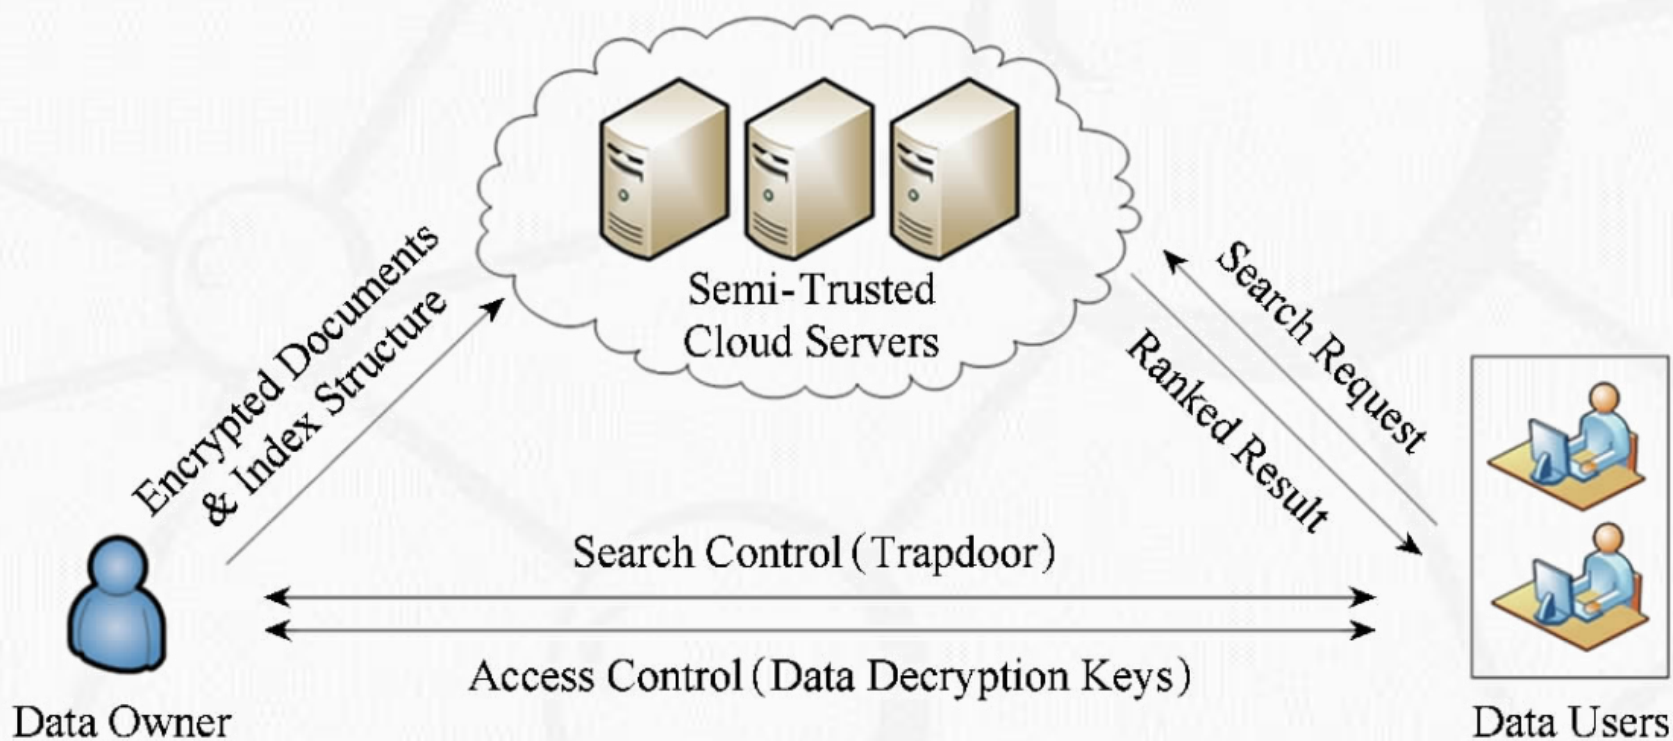 Semi-Trusted
Cloud Servers
Encrypted Documents
& Index Structure
Search Request
Ranked Result
Search Control (Trapdoor)
Access Control (Data Decryption Keys)
Data Owner
Data Users